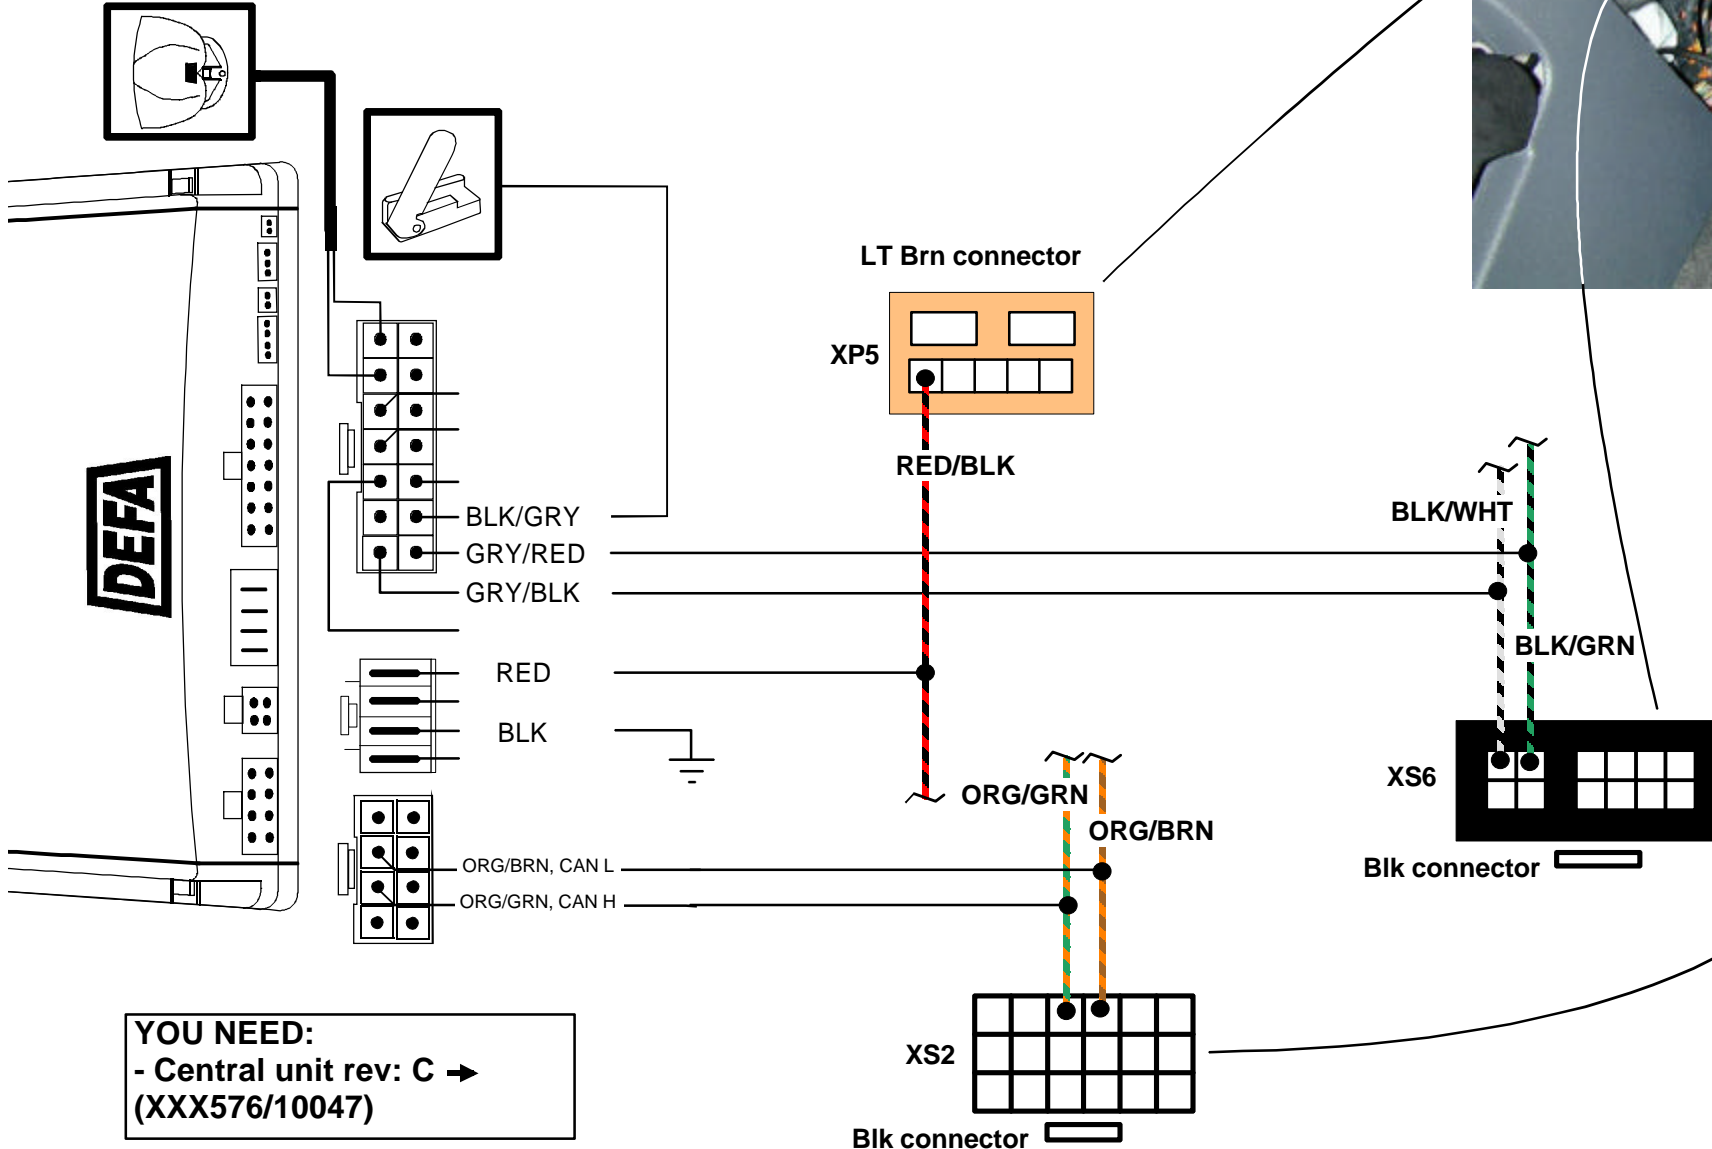 LT Brn connector
XP5
RED/BLK
BLK/WHT
BLK/GRY
GRY/RED
GRY/BLK
BLK/GRN
RED
BLK
DEFA
XS6
ORG/GRN
ORG/BRN
Blk connector
ORG/BRN, CAN L
ORG/GRN, CAN H
YOU NEED:
- Central unit rev: C →
(XXX576/10047)
XS2
Blk connector